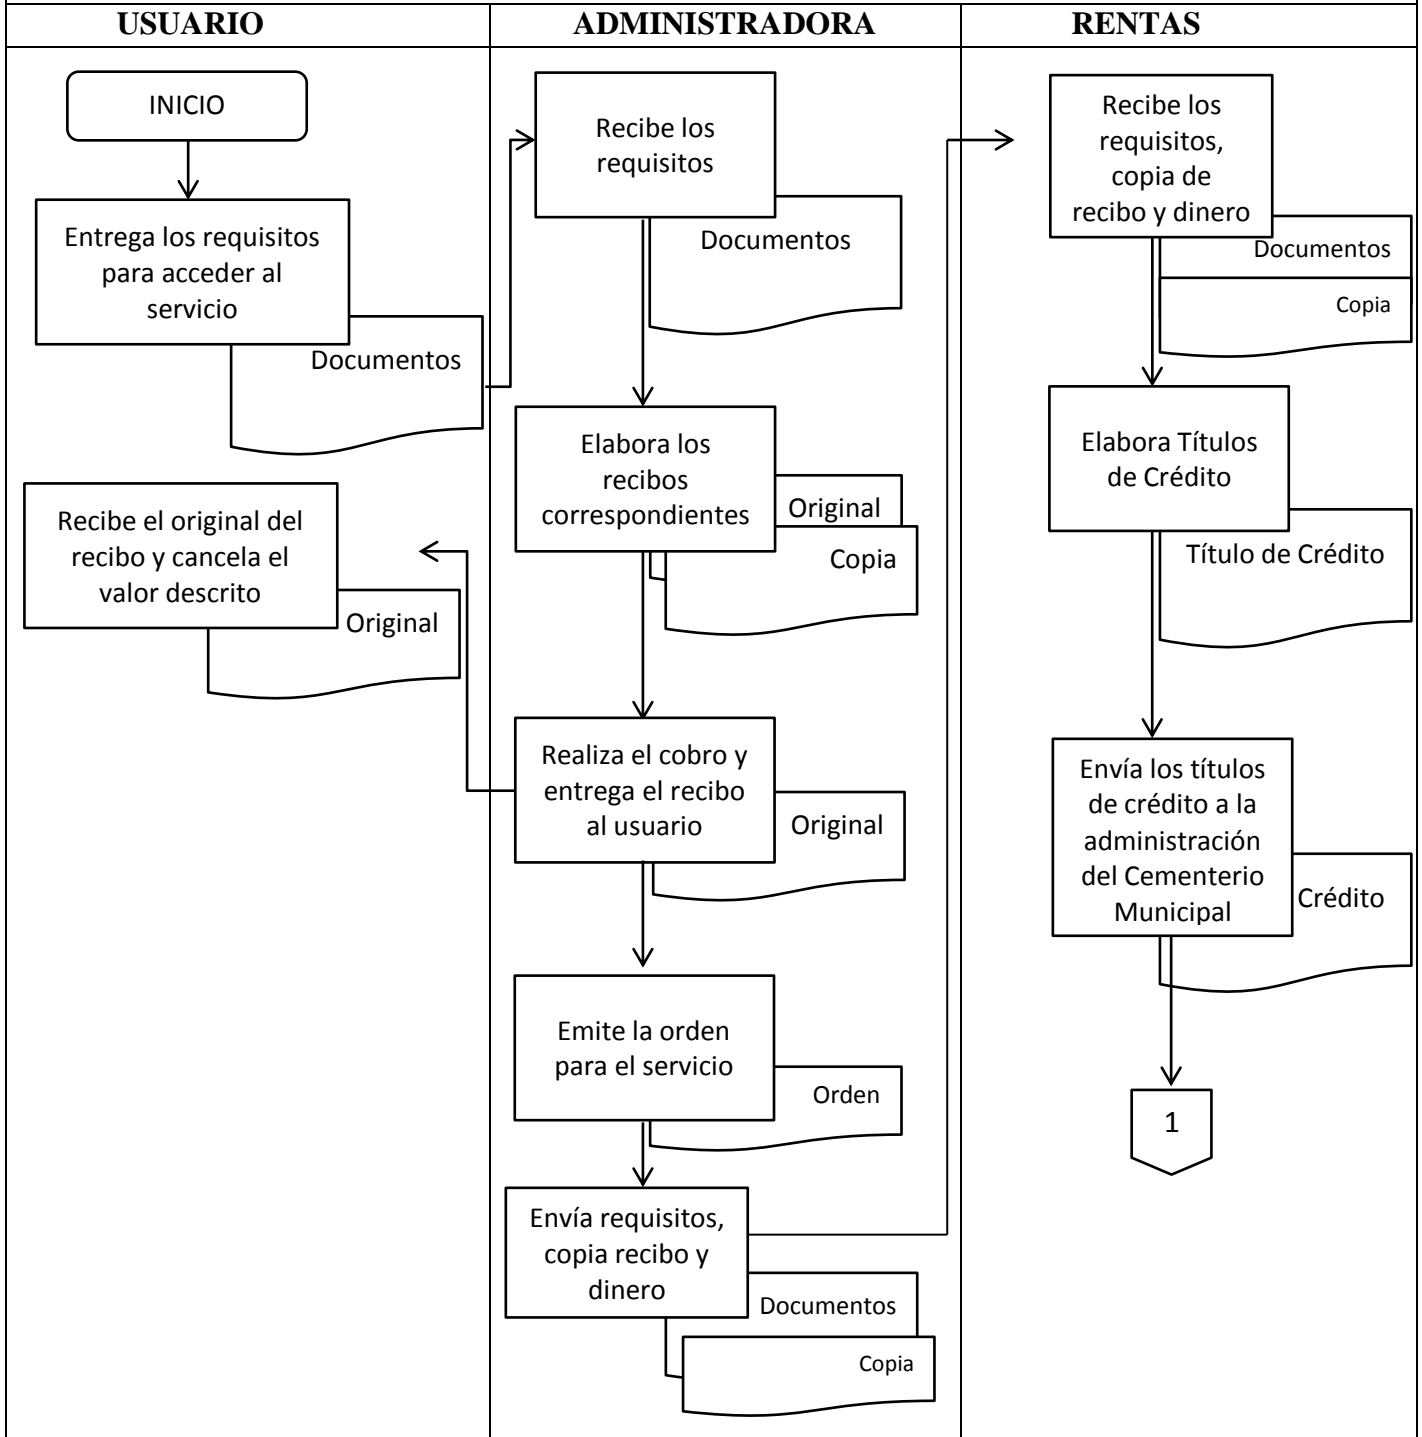 USUARIO
ADMINISTRADORA
RENTAS
INICIO
Entrega los requisitos
para acceder al
servicio
Documentos
Recibe el original del
recibo y cancela el
valor descrito
Original
Recibe los
requisitos
Documentos
Elabora los
recibos
correspondientes
Original
Copia
Realiza el cobro y
entrega el recibo
al usuario
Original
Emite la orden
para el servicio
Orden
Envía requisitos,
copia recibo y
dinero
Documentos
Copia
Recibe los
requisitos,
copia de
recibo y dinero
Documentos
Copia
Elabora Títulos
de Crédito
Título de Crédito
Envía los títulos
de crédito a la
administración
del Cementerio
Municipal
Crédito
1